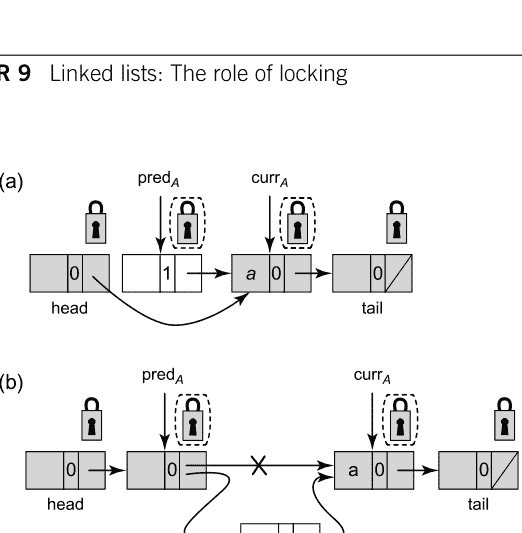 R 9 Linked lists: The role of locking
(a)
pred_A curr_A
0 1 a 0 0
head tail
(b)
pred_A curr_A
0 0 a 0 0
head tail